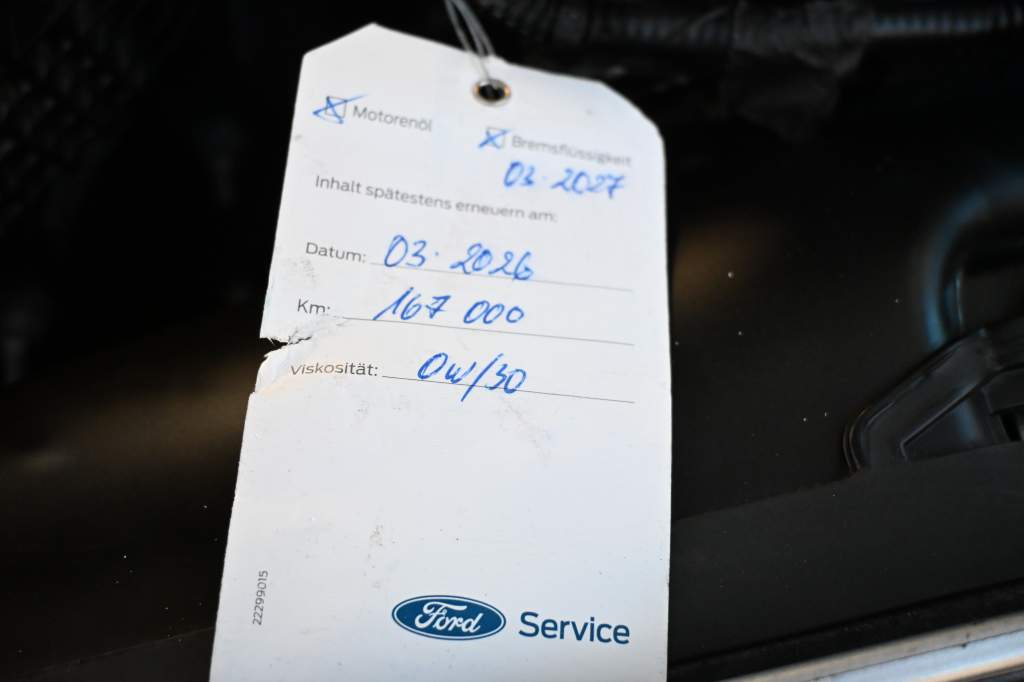 Motorenöl
Bremsflüssigkeit
03.2027
Inhalt spätestens erneuern am:
Datum: 03.2026
Km: 167 000
Viskosität: 0W/30
22299015
Ford Service